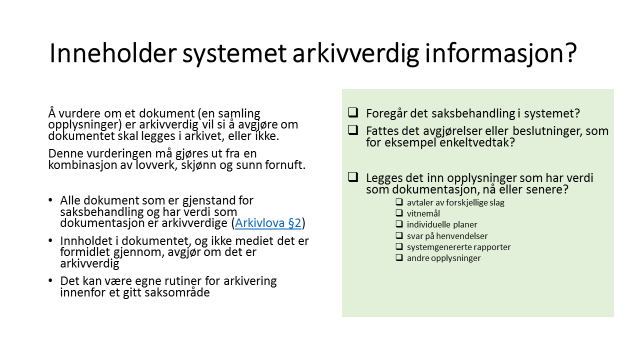 Inneholder systemet arkivverdig informasjon?
Å vurdere om et dokument (en samling
opplysninger) er arkivverdig vil si å avgjøre om
dokumentet skal legges i arkivet, eller ikke.
Denne vurderingen må gjøres ut fra en
kombinasjon av lovverk, skjønn og sunn fornuft.
• Alle dokument som er gjenstand for
saksbehandling og har verdi som
dokumentasjon er arkivverdige (Arkivlova §2)
• Innholdet i dokumentet, og ikke mediet det er
formidlet gjennom, avgjør om det er
arkivverdig
• Det kan være egne rutiner for arkivering
innenfor et gitt saksområde
❑ Foregår det saksbehandling i systemet?
❑ Fattes det avgjørelser eller beslutninger, som
for eksempel enkeltvedtak?
❑ Legges det inn opplysninger som har verdi
som dokumentasjon, nå eller senere?
❑ avtaler av forskjellige slag
❑ vitnemål
❑ individuelle planer
❑ svar på henvendelser
❑ systemgenererte rapporter
❑ andre opplysninger